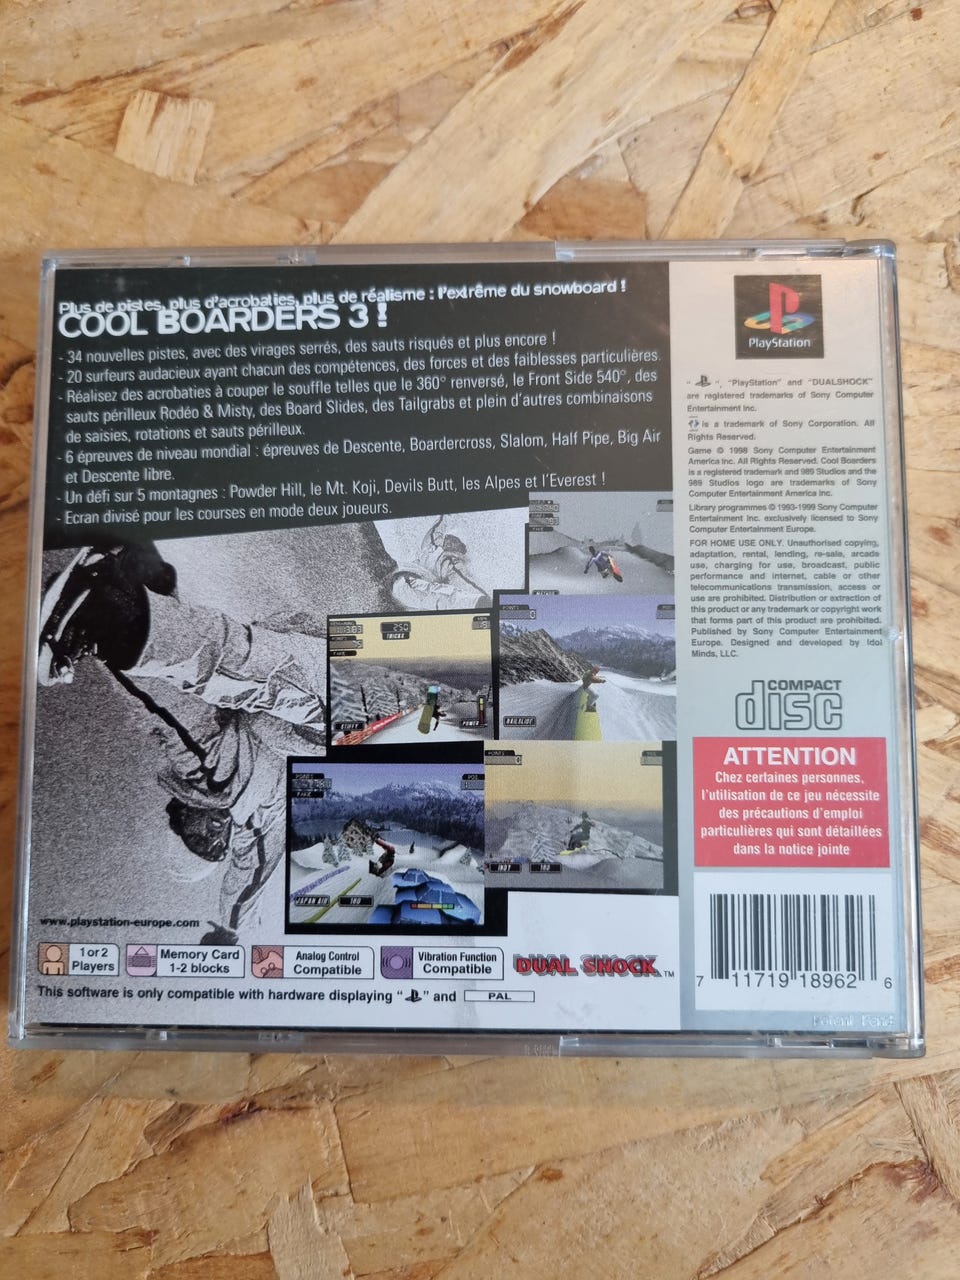 Plus de pistes, plus d'acrobaties, plus de réalisme : l'extrême du snowboard !
COOL BOARDERS 3 !
- 34 nouvelles pistes, avec des virages serrés, des sauts risqués et plus encore !
- 20 surfeurs audacieux ayant chacun des compétences, des forces et des faiblesses particulières.
- Réalisez des acrobaties à couper le souffle telles que le 360° renversé, le Front Side 540°, des
sauts périlleux Rodéo & Misty, des Board Slides, des Tailgrabs et plein d'autres combinaisons
de saisies, rotations et sauts périlleux.
- 6 épreuves de niveau mondial : épreuves de Descente, Boardercross, Slalom, Half Pipe, Big Air
et Descente libre.
- Un défi sur 5 montagnes : Powder Hill, le Mt. Koji, Devils Butt, les Alpes et l'Everest !
- Ecran divisé pour les courses en mode deux joueurs.
250
TRICKS
STIFFY
POWER
POINTS
0
RAILSLIDE
POINTS
JAPAN AIR
180
POINTS
0
INDY
180
www.playstation-europe.com
1 or 2
Players
Memory Card
1-2 blocks
Analog Control
Compatible
Vibration Function
Compatible
DUAL SHOCK™
This software is only compatible with hardware displaying " " and PAL
PlayStation
" ", "PlayStation" and "DUALSHOCK"
are registered trademarks of Sony Computer
Entertainment Inc.
is a trademark of Sony Corporation. All
Rights Reserved.
Game © 1998 Sony Computer Entertainment
America Inc. All Rights Reserved. Cool Boarders
is a registered trademark and 989 Studios and the
989 Studios logo are trademarks of Sony
Computer Entertainment America Inc.
Library programmes © 1993-1999 Sony Computer
Entertainment Inc. exclusively licensed to Sony
Computer Entertainment Europe.
FOR HOME USE ONLY. Unauthorised copying,
adaptation, rental, lending, re-sale, arcade
use, charging for use, broadcast, public
performance and internet, cable or other
telecommunications transmission, access or
use are prohibited. Distribution or extraction of
this product or any trademark or copyright work
that forms part of this product are prohibited.
Published by Sony Computer Entertainment
Europe. Designed and developed by Idol
Minds, LLC.
COMPACT
disc
ATTENTION
Chez certaines personnes,
l'utilisation de ce jeu nécessite
des précautions d'emploi
particulières qui sont détaillées
dans la notice jointe
7 11719 18962 6